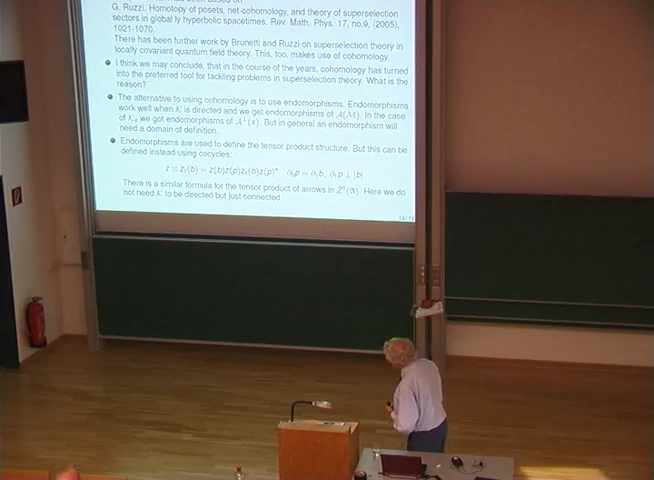 G. Ruzzi. Homotopy of posets, net-cohomology, and theory of superselection
sectors in global ly hyperbolic spacetimes. Rev. Math. Phys. 17, no.9, (2005),
1021-1070.
There has been further work by Brunetti and Ruzzi on superselection theory in
locally covariant quantum field theory. This, too, makes use of cohomology.
I think we may conclude, that in the course of the years, cohomology has turned
into the preferred tool for tackling problems in superselection theory. What is the
reason?
The alternative to using cohomology is to use endomorphisms. Endomorphisms
work well when K is directed and we get endomorphisms of A(M). In the case
of we got endomorphisms of But in general an endomorphism will
need a domain of definition.
Endomorphisms are used to define the tensor product structure. But this can be
defined instead using cocycles:
There is a similar formula for the tensor product of arrows in Here we do
not need K to be directed but just connected.